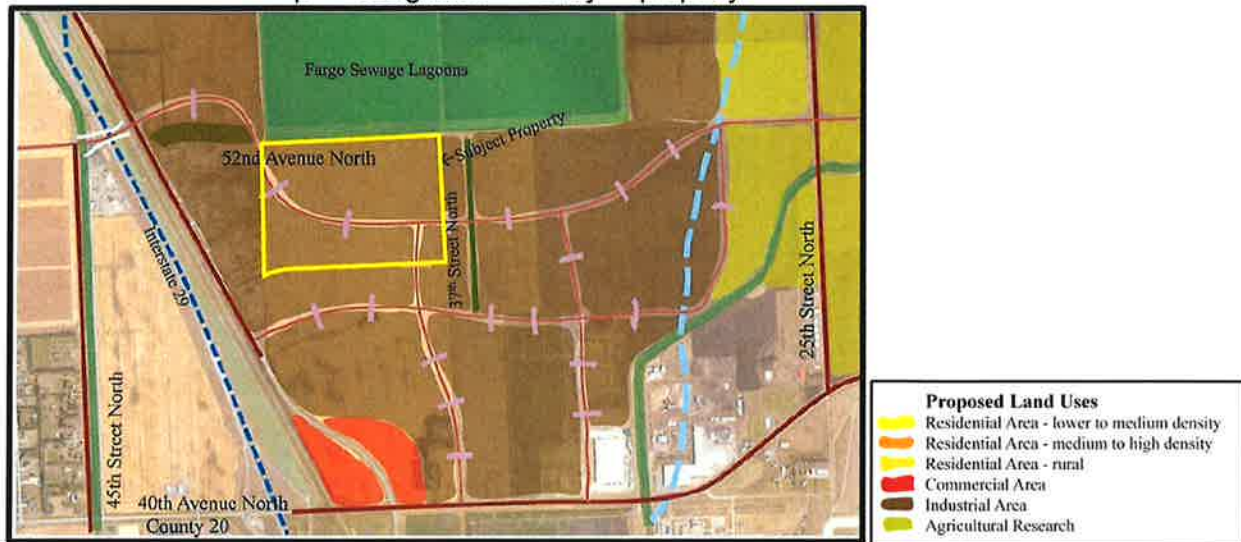 Fargo Sewage Lagoons
52nd Avenue North
<-Subject Property
37th Street North
Interstate 29
25th Street North
45th Street North
40th Avenue North
County 20
Proposed Land Uses
Residential Area - lower to medium density
Residential Area - medium to high density
Residential Area - rural
Commercial Area
Industrial Area
Agricultural Research